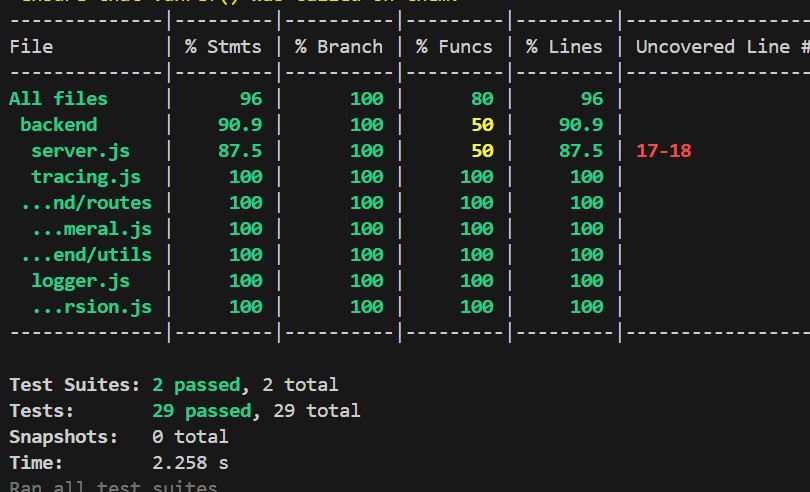 --------------|---------|----------|---------|---------|-----------------
File          | % Stmts | % Branch | % Funcs | % Lines | Uncovered Line #
--------------|---------|----------|---------|---------|-----------------
All files     |      96 |      100 |      80 |      96 |
 backend      |    90.9 |      100 |      50 |    90.9 |
  server.js   |    87.5 |      100 |      50 |    87.5 | 17-18
  tracing.js  |     100 |      100 |     100 |     100 |
 ...nd/routes |     100 |      100 |     100 |     100 |
  ...meral.js |     100 |      100 |     100 |     100 |
 ...end/utils |     100 |      100 |     100 |     100 |
  logger.js   |     100 |      100 |     100 |     100 |
  ...rsion.js |     100 |      100 |     100 |     100 |
--------------|---------|----------|---------|---------|-----------------
Test Suites: 2 passed, 2 total
Tests:       29 passed, 29 total
Snapshots:   0 total
Time:        2.258 s
Ran all test suites